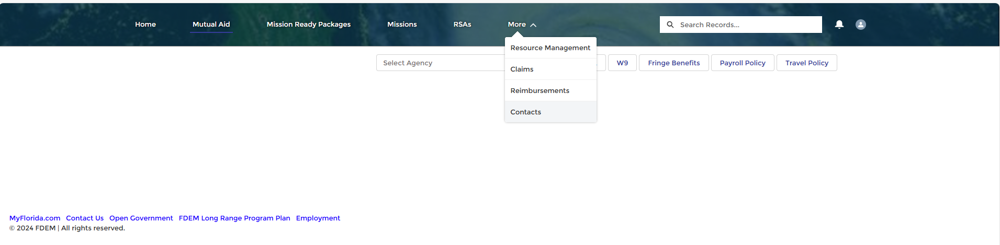 Home Mutual Aid Mission Ready Packages Missions RSAs More Search Records...
Resource Management
Select Agency W9 Fringe Benefits Payroll Policy Travel Policy
Claims
Reimbursements
Contacts
MyFlorida.com Contact Us Open Government FDEM Long Range Program Plan Employment
© 2024 FDEM | All rights reserved.